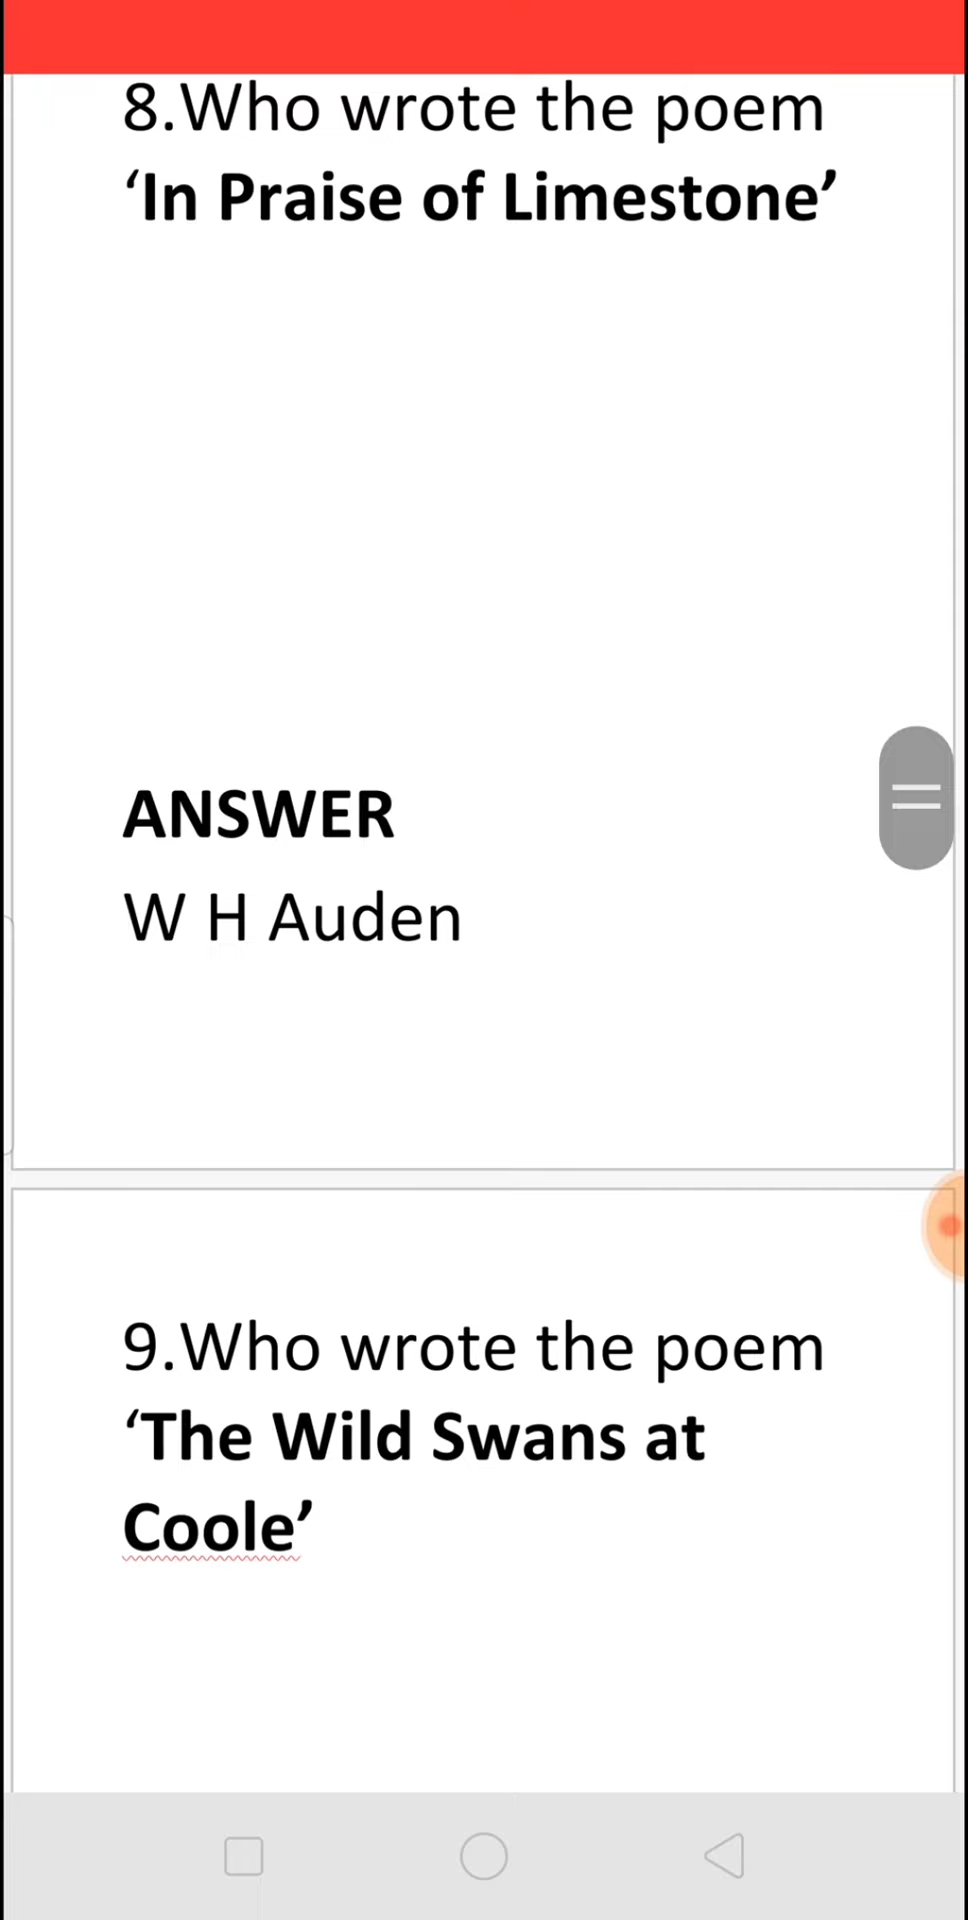 8.Who wrote the poem
‘In Praise of Limestone’
ANSWER
W H Auden
9.Who wrote the poem
‘The Wild Swans at
Coole’